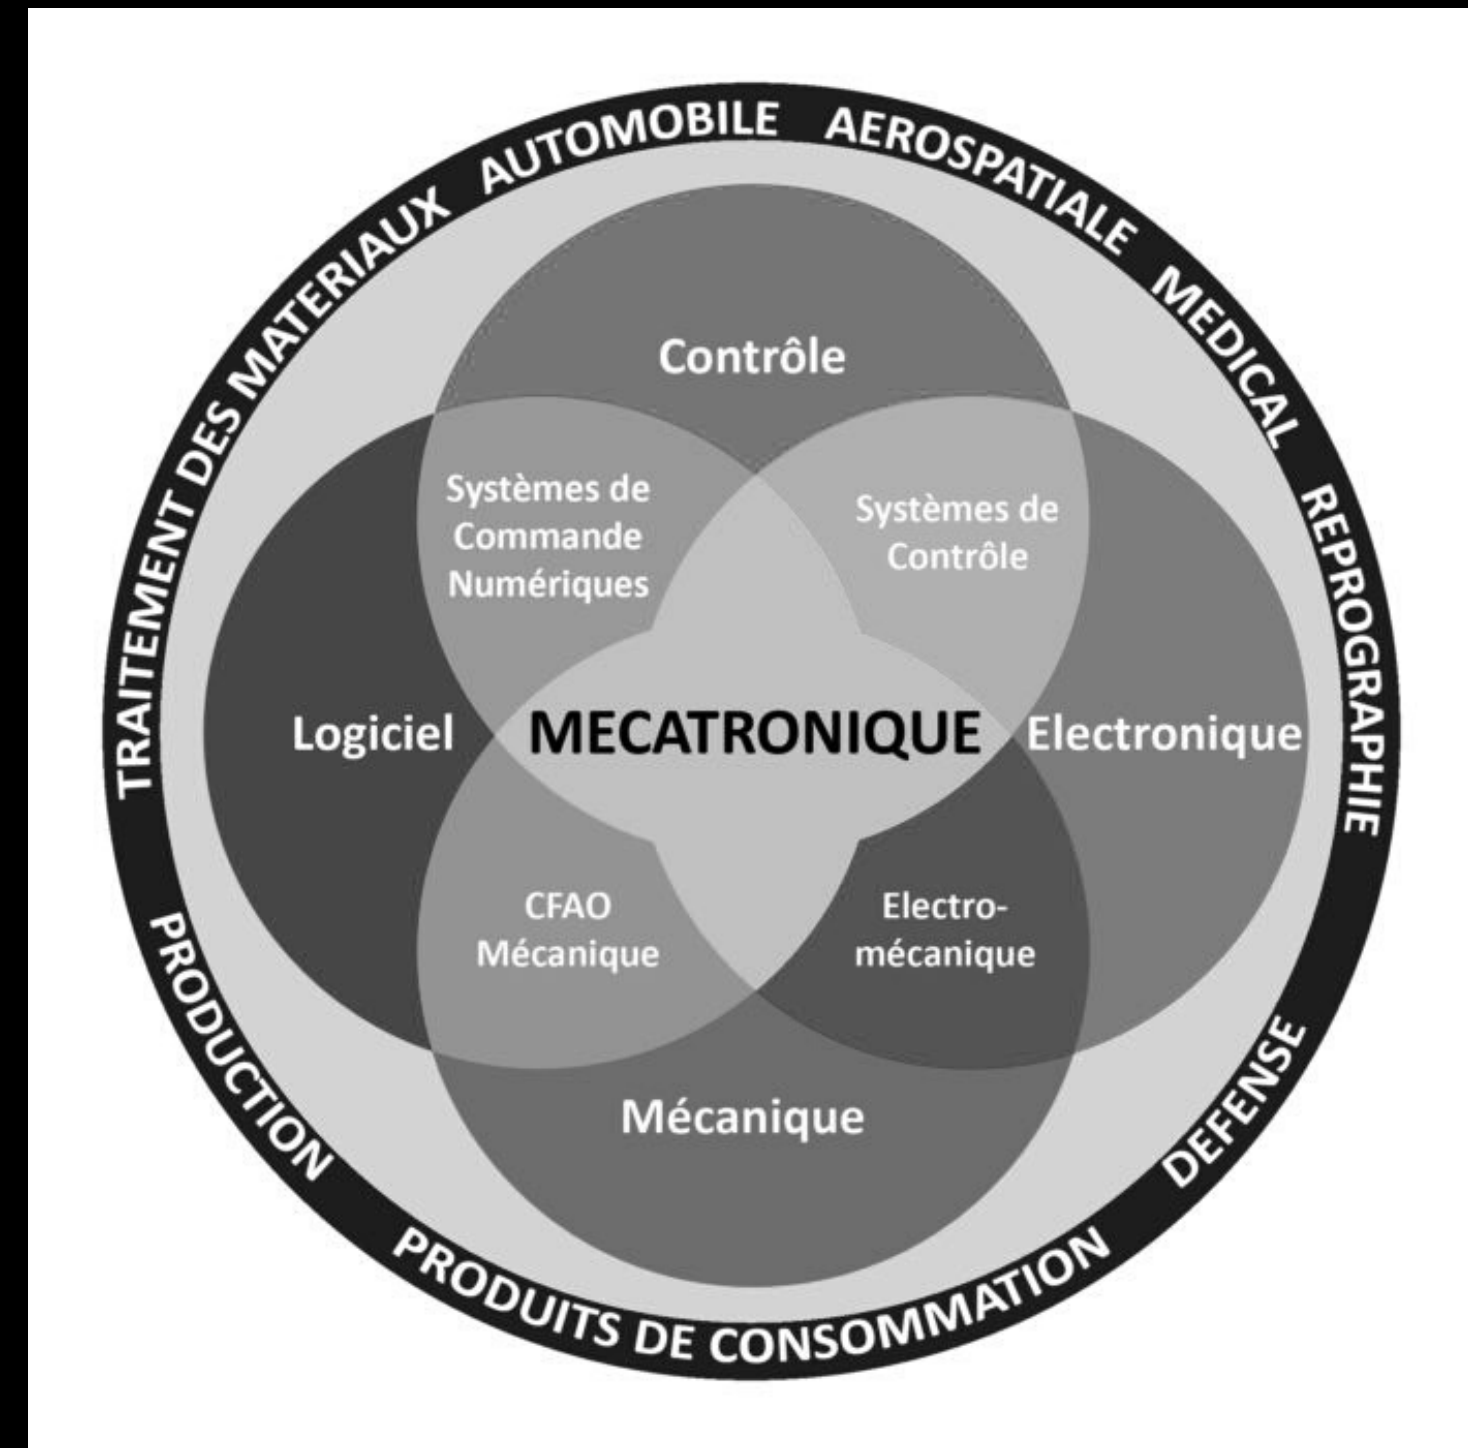 TRAITEMENT DES MATERIAUX
AUTOMOBILE
AEROSPATIALE
MEDICAL
REPROGRAPHIE
Contrôle
Systèmes de
Commande
Numériques
Systèmes de
Contrôle
Logiciel
MECATRONIQUE
Electronique
CFAO
Mécanique
Electro-
mécanique
Mécanique
PRODUCTION
PRODUITS DE CONSOMMATION
DEFENSE